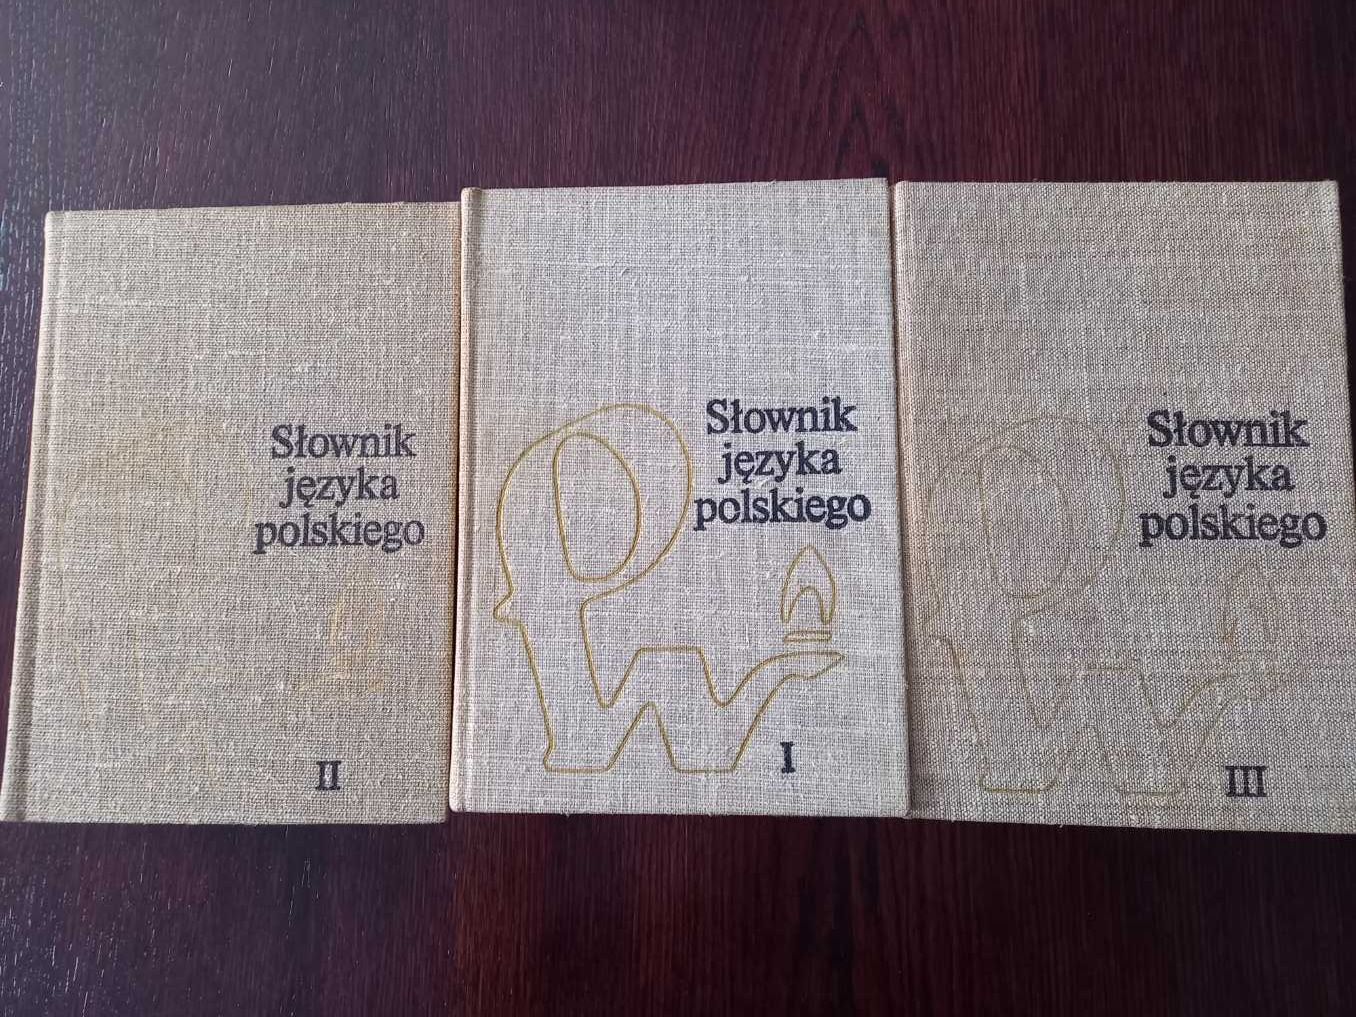 Słownik
języka
polskiego
II
Słownik
języka
polskiego
I
Słownik
języka
polskiego
III